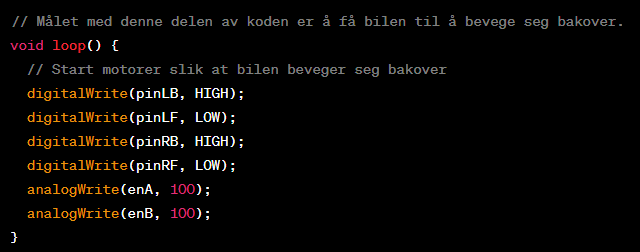 // Målet med denne delen av koden er å få bilen til å bevege seg bakover.
void loop() {
// Start motorer slik at bilen beveger seg bakover
digitalWrite(pinLB, HIGH);
digitalWrite(pinLF, LOW);
digitalWrite(pinRB, HIGH);
digitalWrite(pinRF, LOW);
analogWrite(enA, 100);
analogWrite(enB, 100);
}